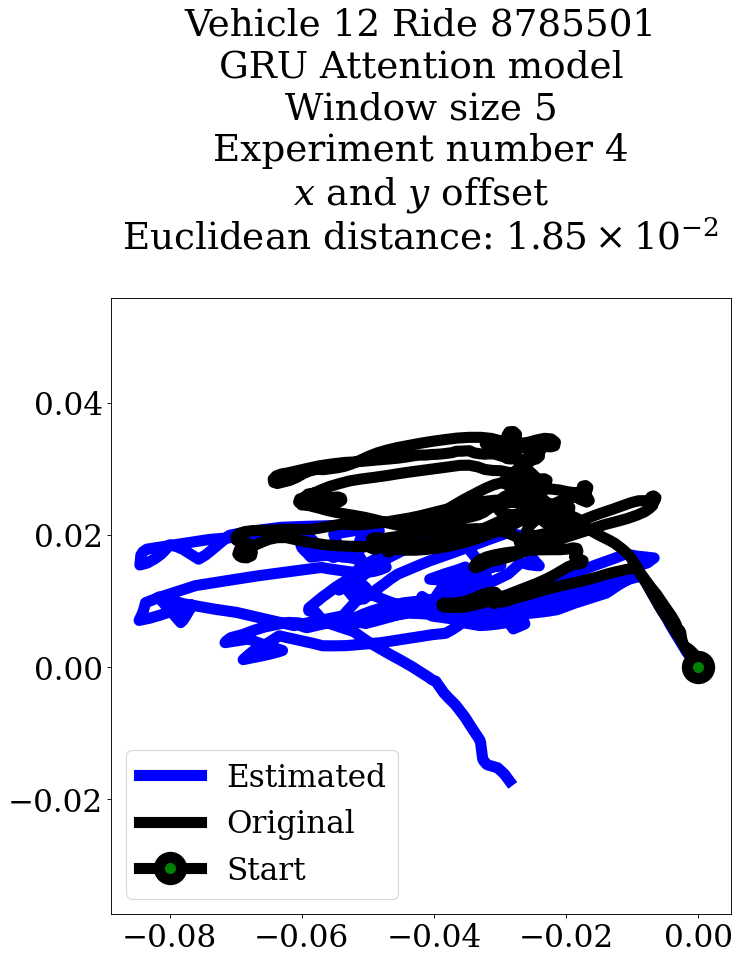 Vehicle 12 Ride 8785501
GRU Attention model
Window size 5
Experiment number 4
x and y offset
Euclidean distance: 1.85 × 10⁻²
0.04
0.02
0.00
−0.02
Estimated
Original
Start
−0.08 −0.06 −0.04 −0.02 0.00